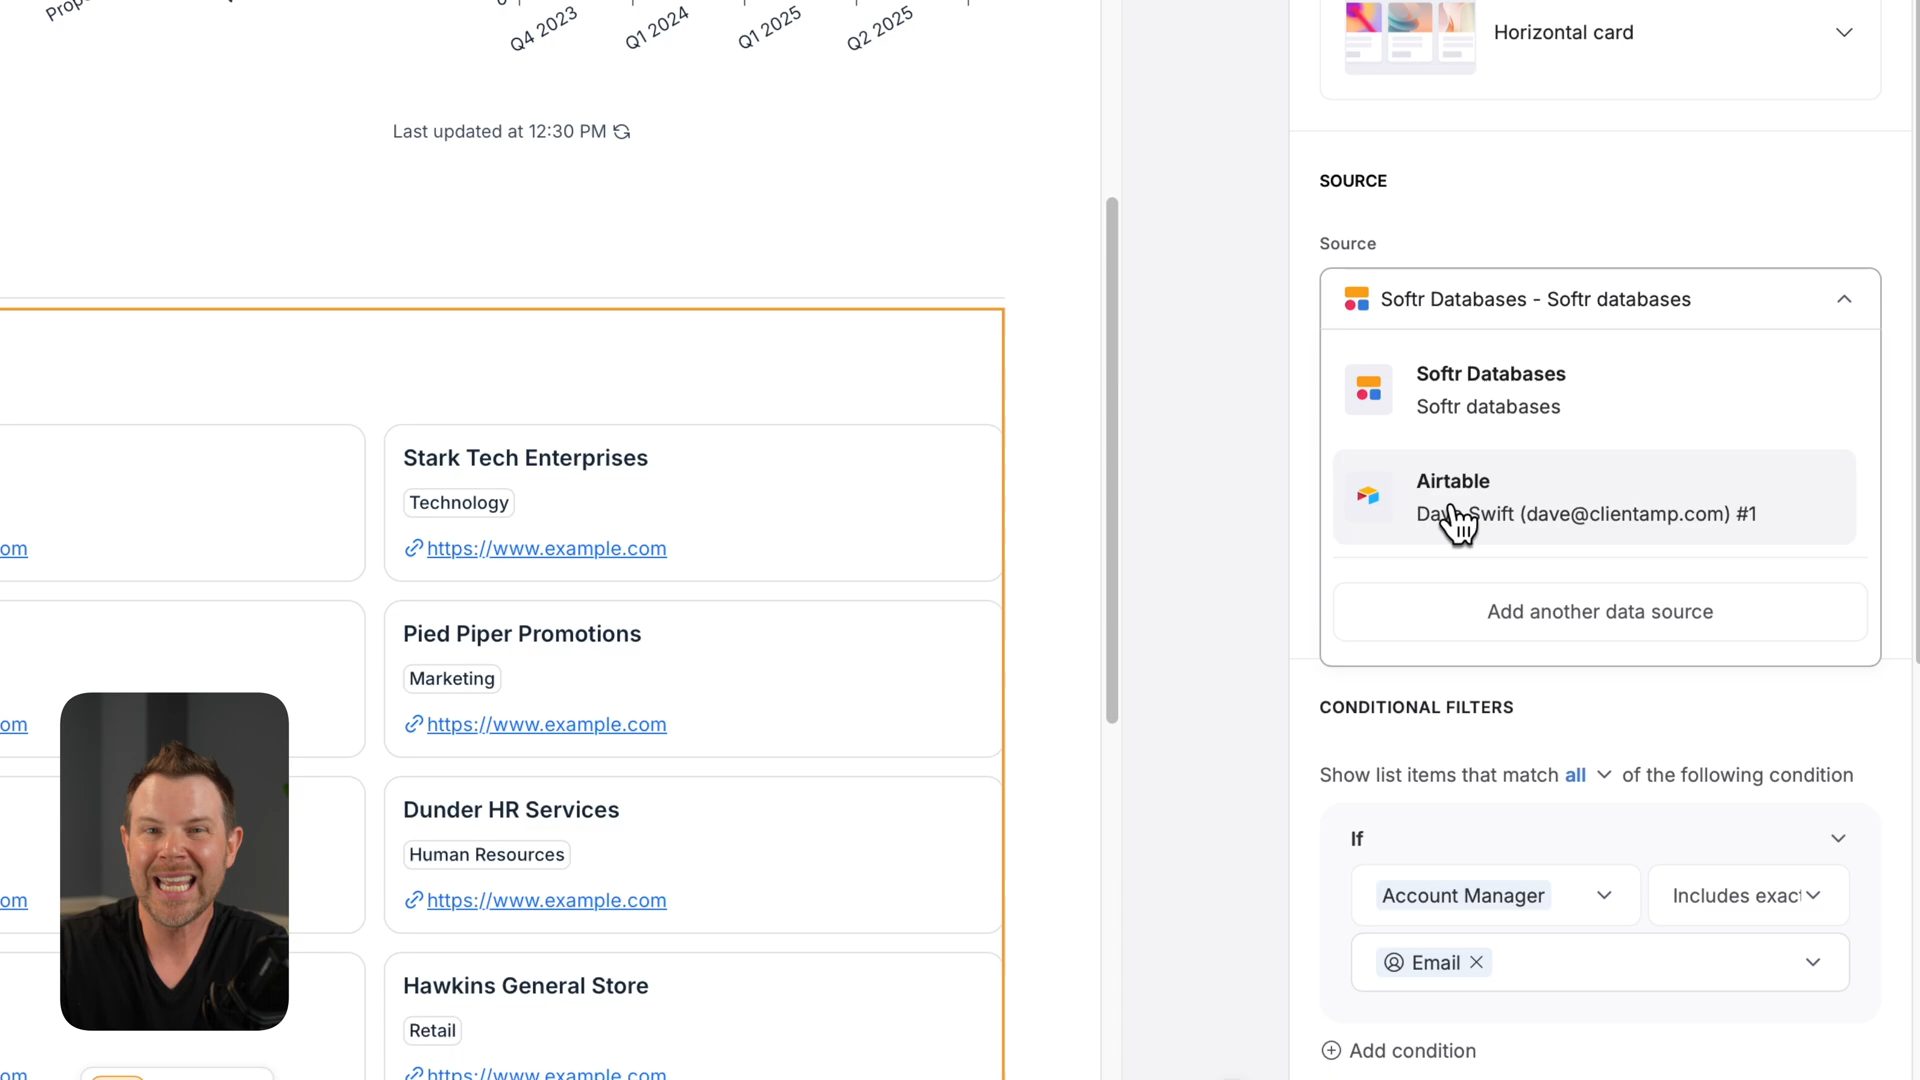 Q4 2023
Q1 2024
Q1 2025
Q2 2025
Last updated at 12:30 PM
Stark Tech Enterprises
Technology
https://www.example.com
Pied Piper Promotions
Marketing
https://www.example.com
Dunder HR Services
Human Resources
https://www.example.com
Hawkins General Store
Retail
https://www.example.com
om
om
om
om
Horizontal card
SOURCE
Source
Softr Databases - Softr databases
Softr Databases
Softr databases
Airtable
Dave Swift (dave@clientamp.com) #1
Add another data source
CONDITIONAL FILTERS
Show list items that match all of the following condition
If
Account Manager
Includes exact
Email
Add condition